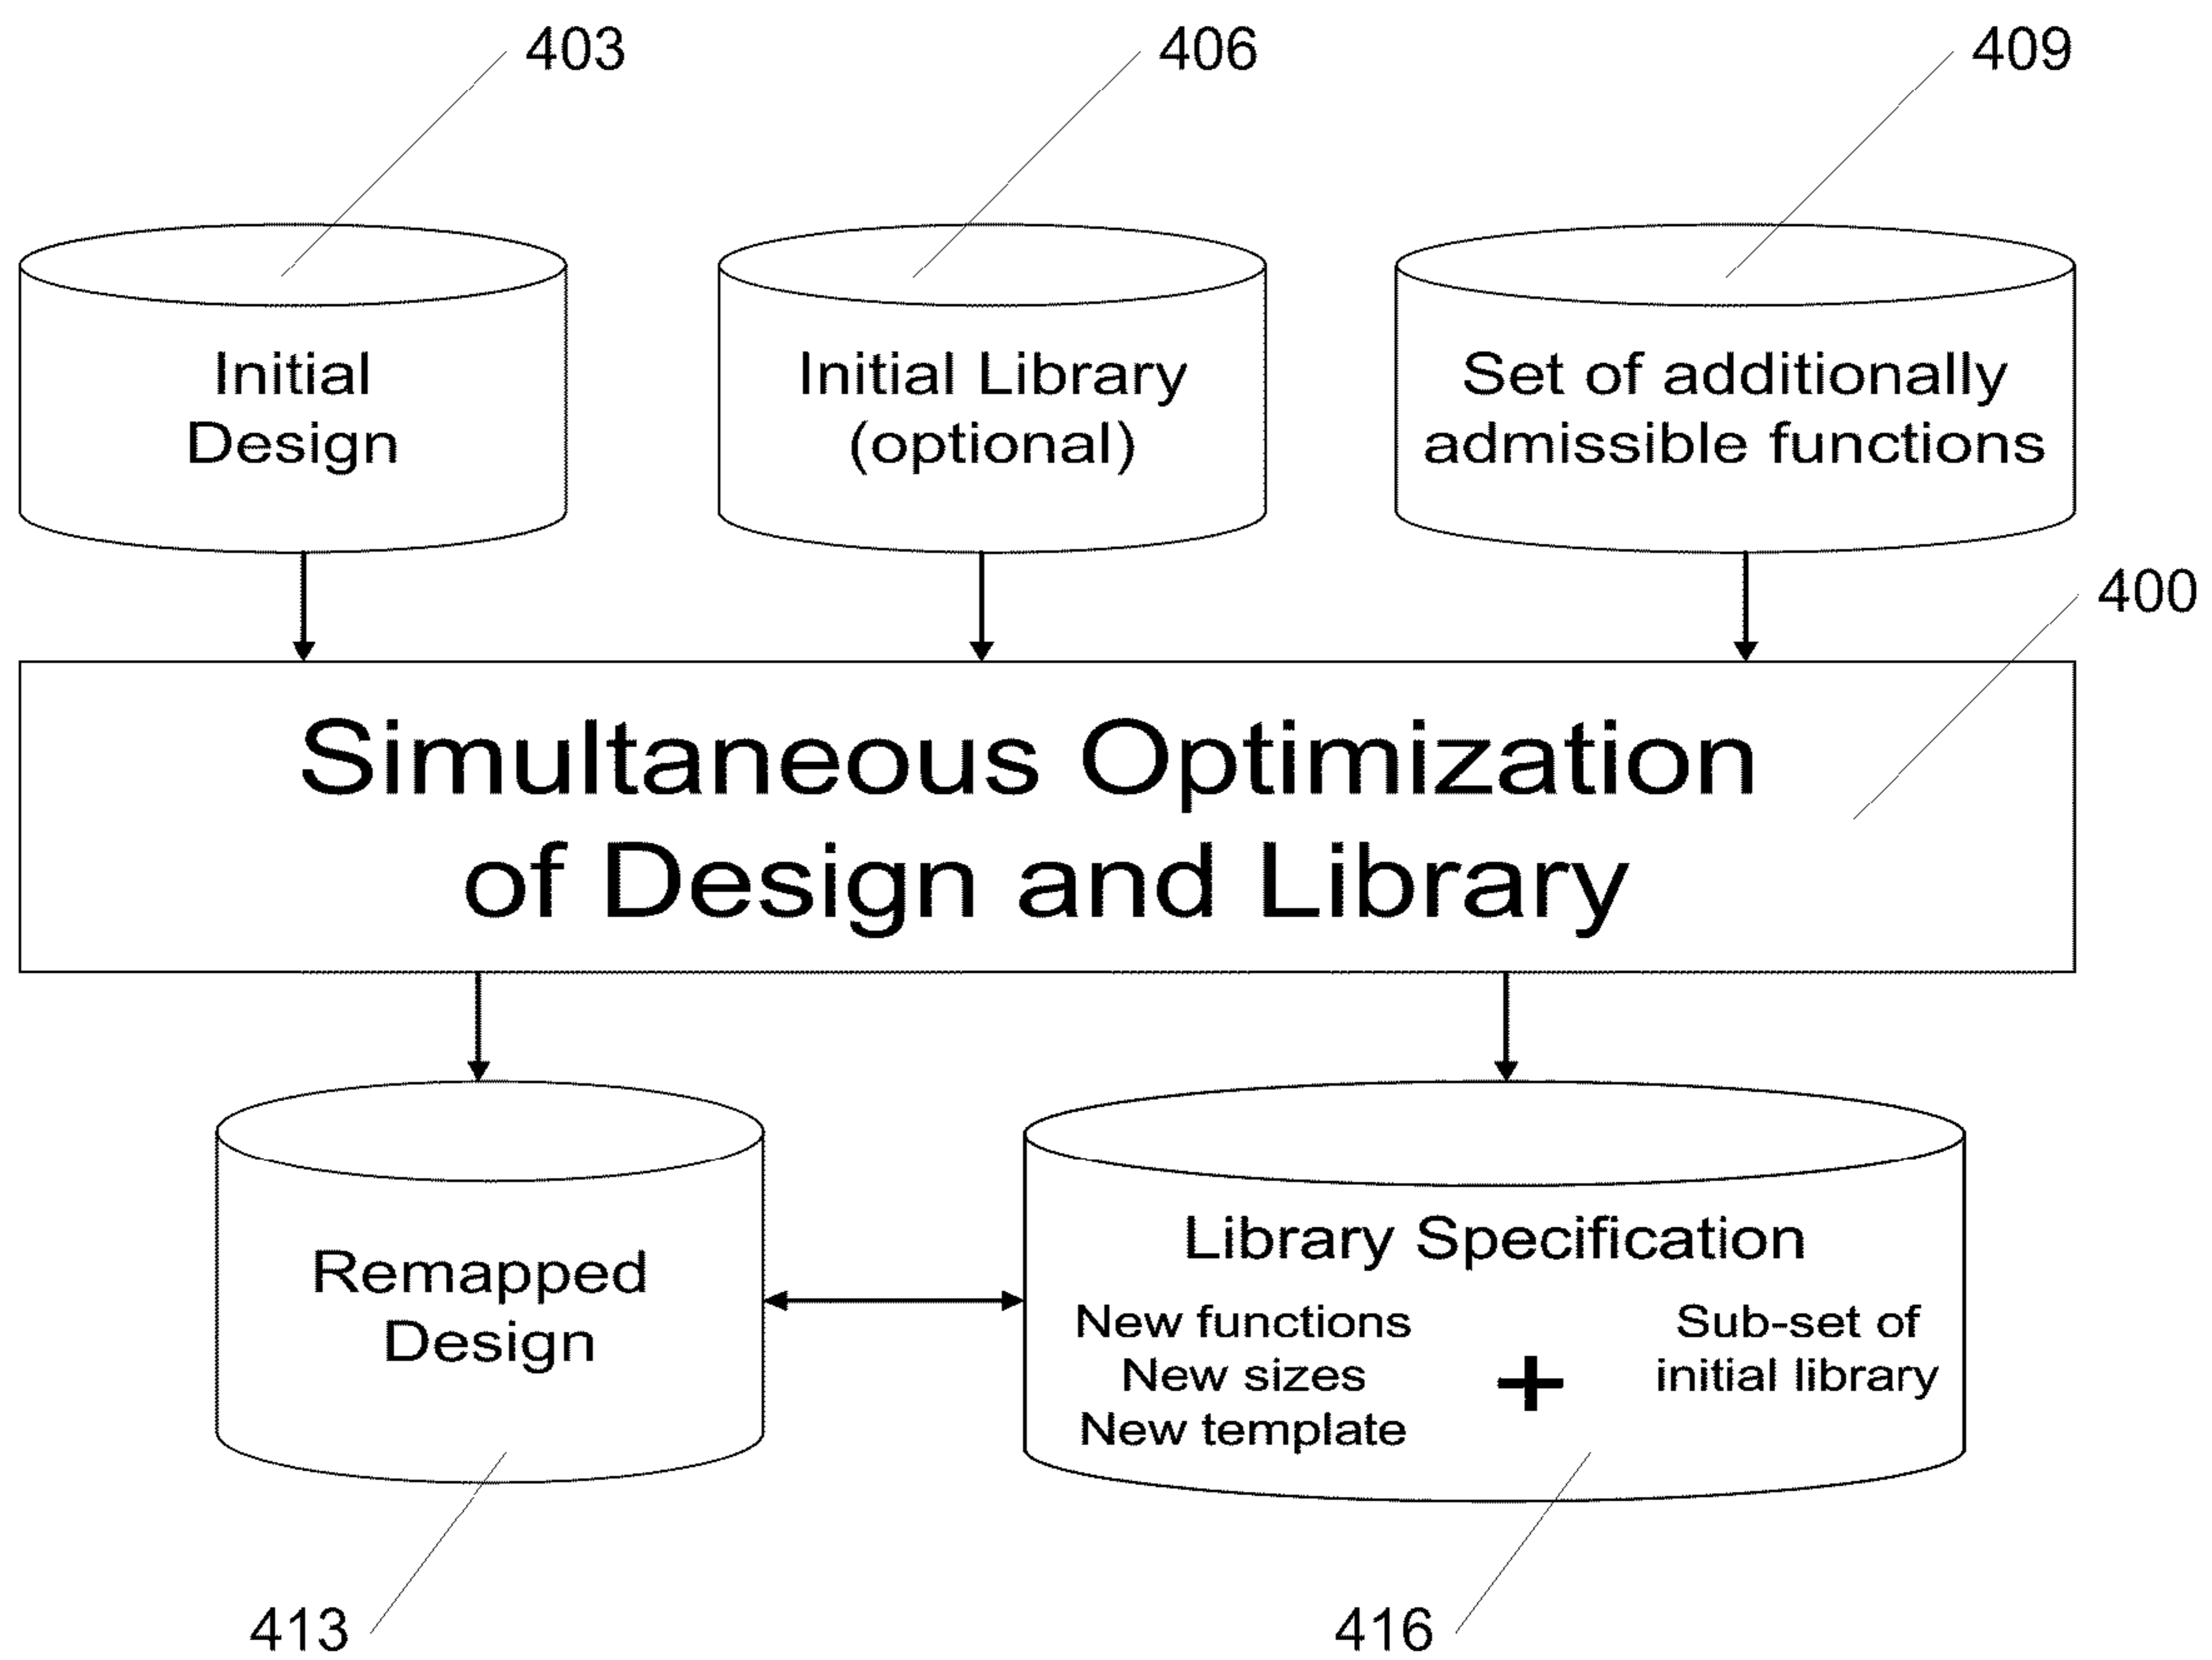 403
406
409
Initial
Design
Initial Library
(optional)
Set of additionally
admissible functions
400
Simultaneous Optimization
of Design and Library
Remapped
Design
Library Specification
New functions
New sizes
New template
+
Sub-set of
initial library
413
416